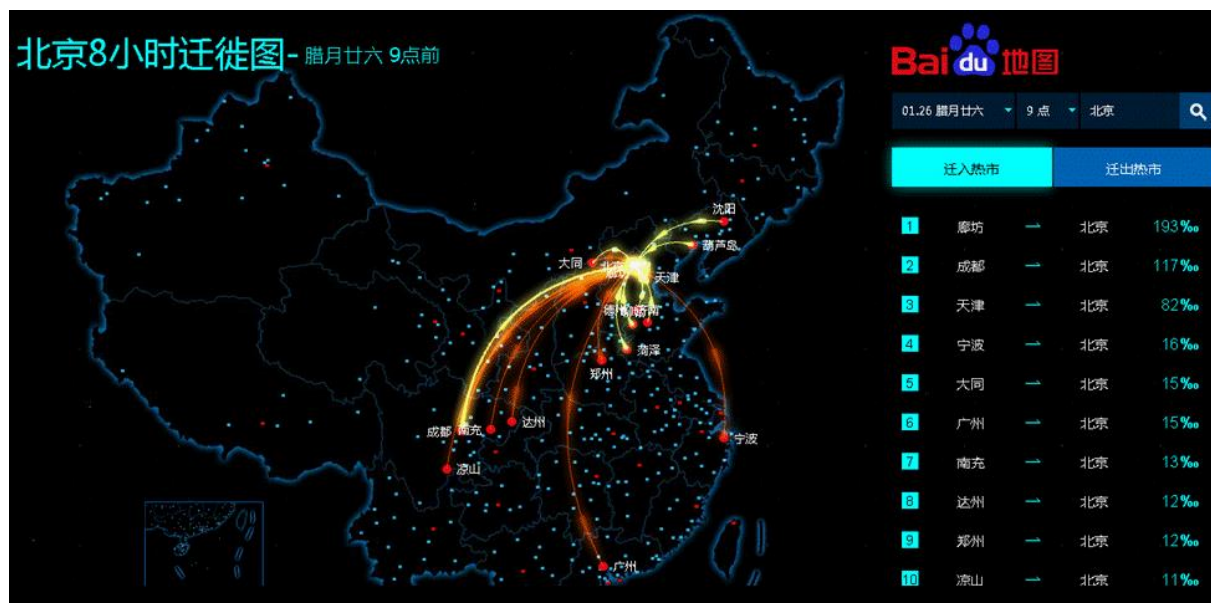 北京8小时迁徙图- 腊月廿六 9点前
Baidu地图
01.26 腊月廿六 9 点 北京
迁入热市 迁出热市
1 廊坊 → 北京 193‱
2 成都 → 北京 117‱
3 天津 → 北京 82‱
4 宁波 → 北京 16‱
5 大同 → 北京 15‱
6 广州 → 北京 15‱
7 南充 → 北京 13‱
8 达州 → 北京 12‱
9 郑州 → 北京 12‱
10 凉山 → 北京 11‱
沈阳
葫芦岛
大同
天津
菏泽
郑州
达州
成都 南充
宁波
凉山
广州